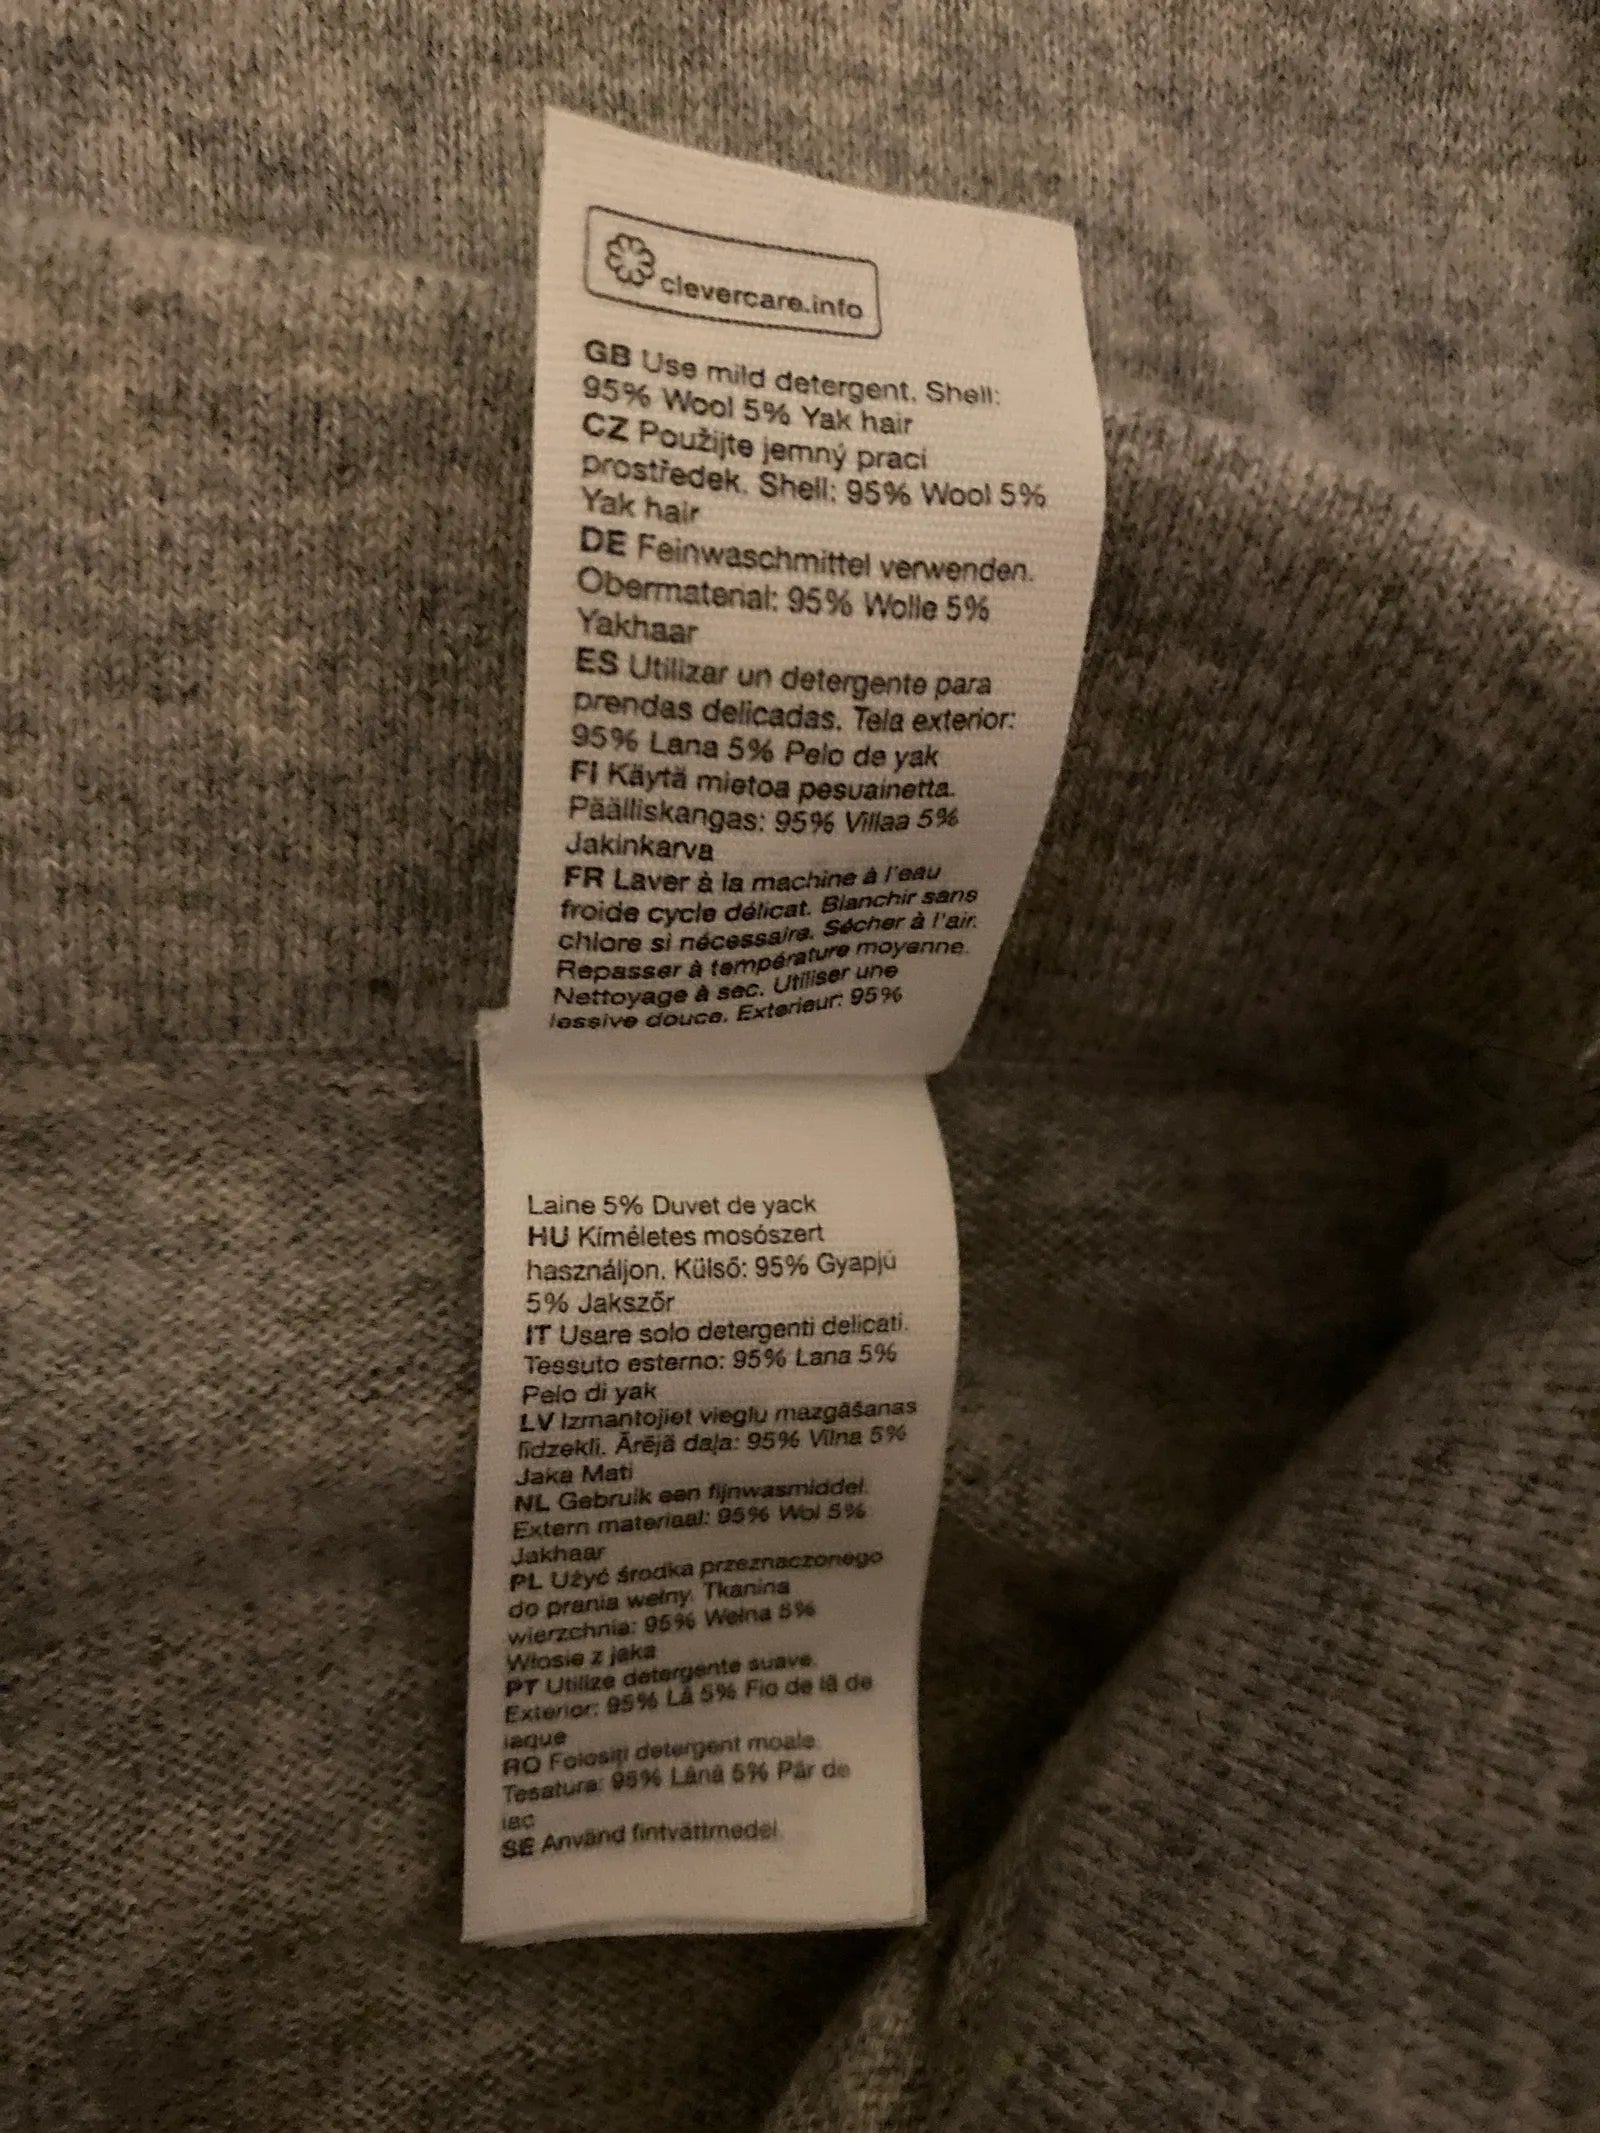 clevercare.info
GB Use mild detergent. Shell:
95% Wool 5% Yak hair
CZ Použijte jemný prací
prostředek. Shell: 95% Wool 5%
Yak hair
DE Feinwaschmittel verwenden.
Obermaterial: 95% Wolle 5%
Yakhaar
ES Utilizar un detergente para
prendas delicadas. Tela exterior:
95% Lana 5% Pelo de yak
FI Käytä mietoa pesuainetta.
Päälliskangas: 95% Villaa 5%
Jakinkarva
FR Laver à la machine à l'eau
froide cycle délicat. Blanchir sans
chlore si nécessaire. Sécher à l'air.
Repasser à température moyenne.
Nettoyage à sec. Utiliser une
lessive douce. Exterieur: 95%
Laine 5% Duvet de yack
HU Kíméletes mosószert
használjon. Külső: 95% Gyapjú
5% Jakszőr
IT Usare solo detergenti delicati.
Tessuto esterno: 95% Lana 5%
Pelo di yak
LV Izmantojiet vieglu mazgāšanas
līdzekli. Ārējā daļa: 95% Vilna 5%
Jaka Mati
NL Gebruik een fijnwasmiddel.
Extern materiaal: 95% Wol 5%
Jakhaar
PL Użyć środka przeznaczonego
do prania wełny. Tkanina
wierzchnia: 95% Wełna 5%
Włosie z jaka
PT Utilize detergente suave.
Exterior: 95% Lã 5% Fio de lã de
iaque
RO Folosiţi detergent moale.
Tesatura: 95% Lână 5% Păr de
iac
SE Använd fintvättmedel.